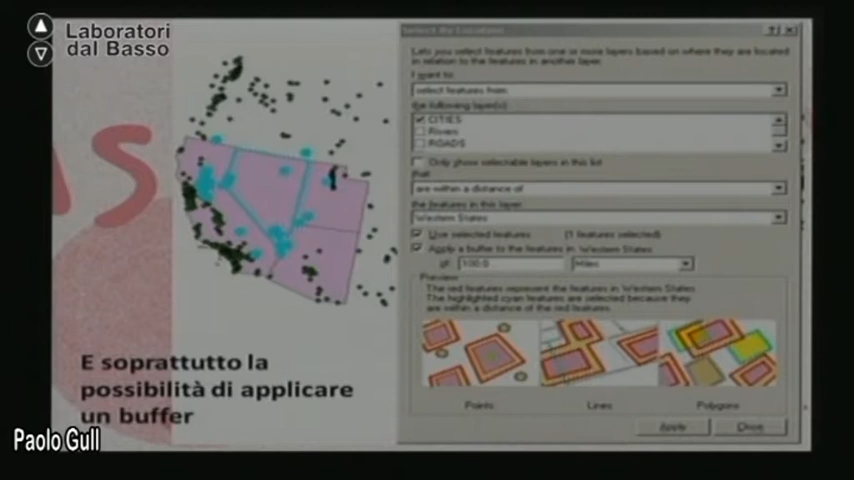 Laboratori
dal Basso
Select By Location
Lets you select features from one or more layers based on where they are located
in relation to the features in another layer.
I want to:
select features from
the following layer(s):
CITIES
Rivers
ROADS
Only show selectable layers in this list
that:
are within a distance of
the features in this layer:
Western States
Use selected features (1 features selected)
Apply a buffer to the features in Western States
of: 100.0 Miles
Preview
The red features represent the features in Western States.
The highlighted cyan features are selected because they
are within a distance of the red features.
Points Lines Polygons
Apply Close
E soprattutto la
possibilità di applicare
un buffer
Paolo Gull